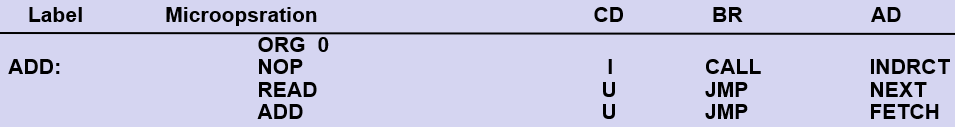 Label Microopsration CD BR AD
ORG 0
ADD: NOP I CALL INDRCT
READ U JMP NEXT
ADD U JMP FETCH